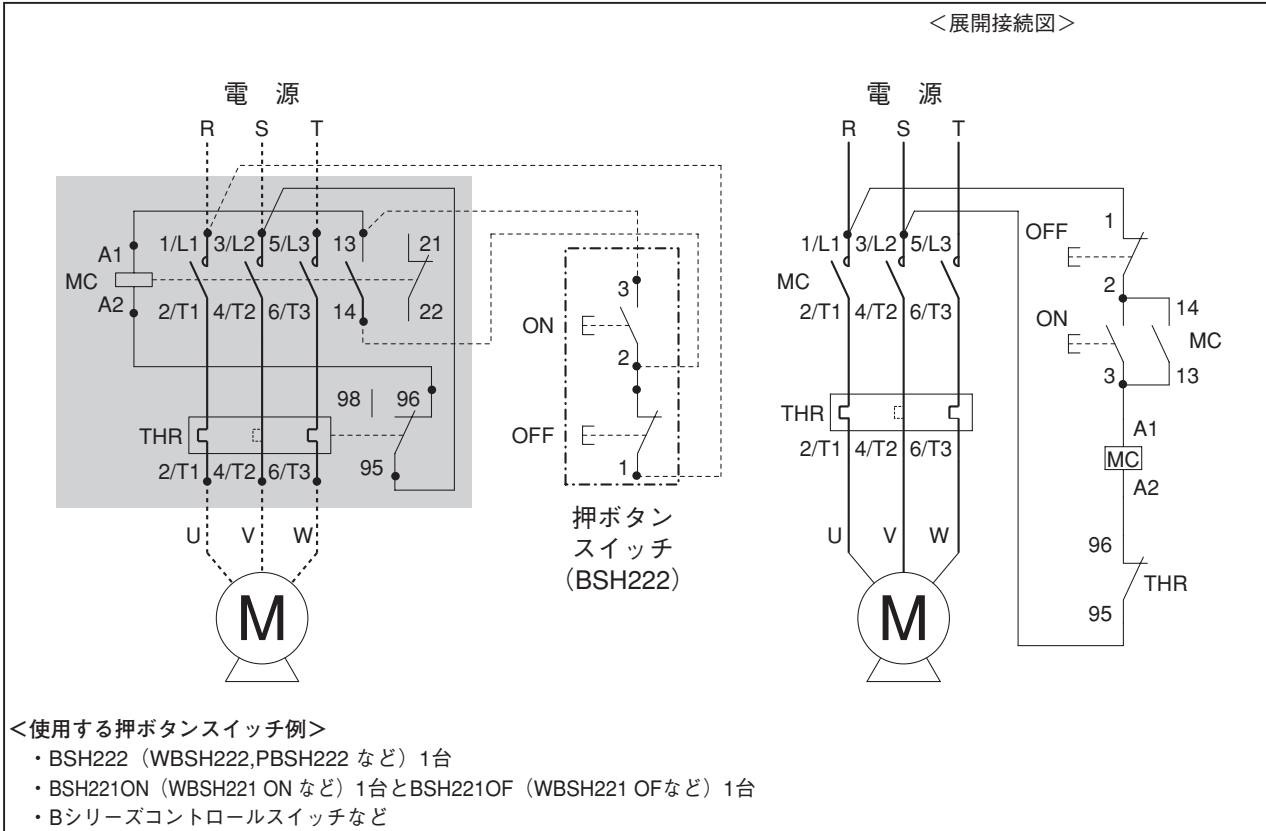 ＜展開接続図＞
電 源
R S T
A1
MC
A2
1/L1 3/L2 5/L3 13 21
2/T1 4/T2 6/T3 14 22
98 96
THR
95
2/T1 4/T2 6/T3
U V W
M
3
ON
2
OFF
1
押ボタン
スイッチ
（BSH222）
電 源
R S T
1/L1 3/L2 5/L3
MC
2/T1 4/T2 6/T3
THR
2/T1 4/T2 6/T3
U V W
M
1
OFF
2
14
ON
MC
3
13
A1
MC
A2
96
THR
95
＜使用する押ボタンスイッチ例＞
・BSH222（WBSH222,PBSH222 など）1台
・BSH221ON（WBSH221 ON など）1台とBSH221OF（WBSH221 OFなど）1台
・Bシリーズコントロールスイッチなど